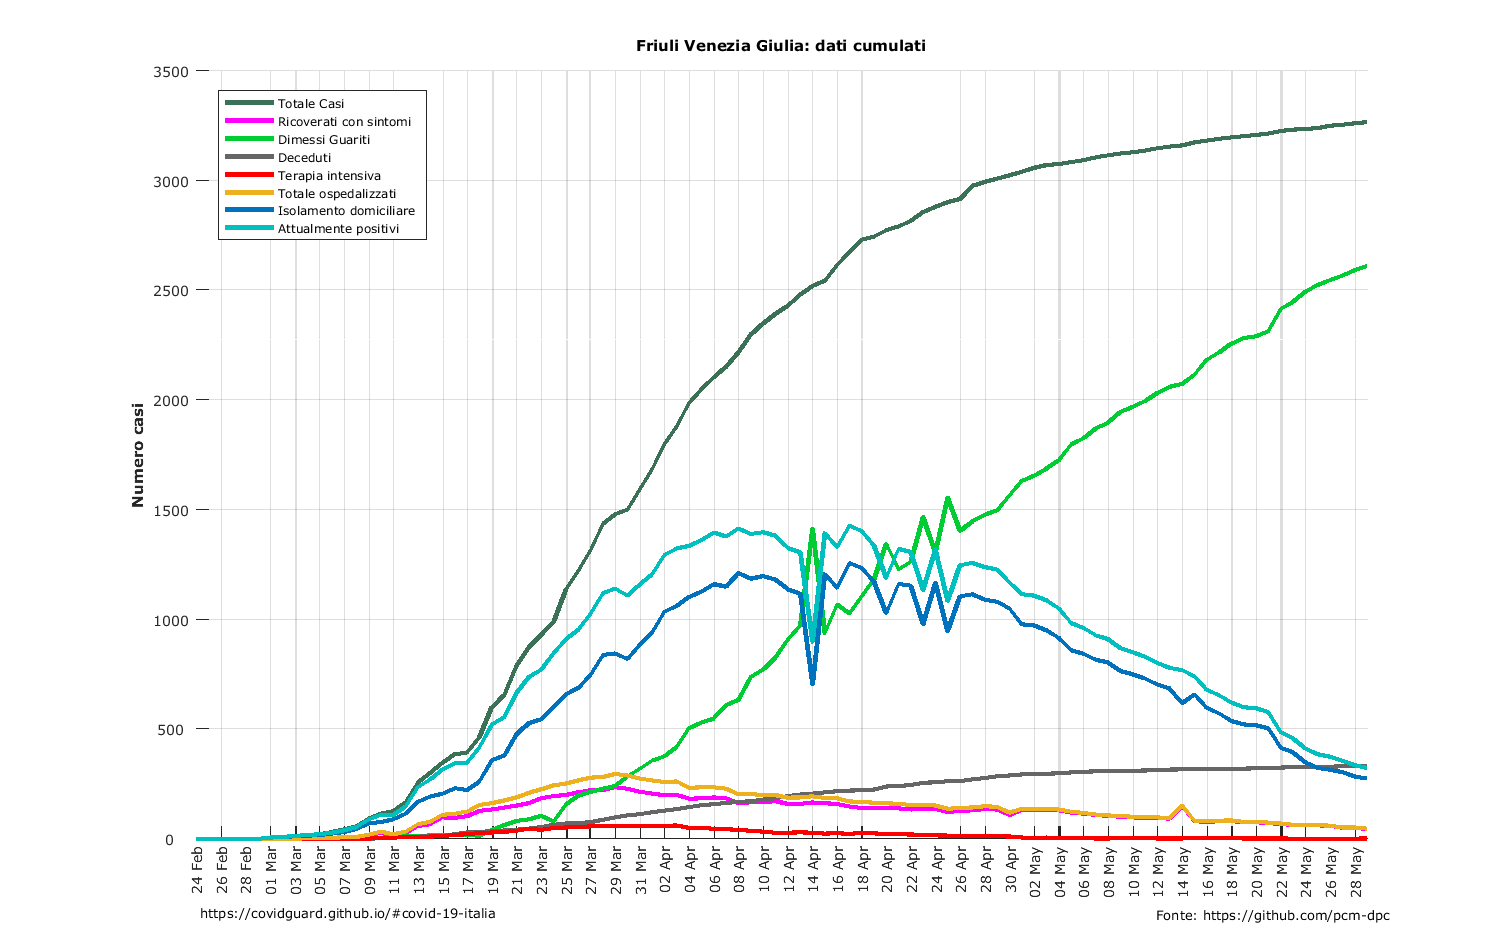 Friuli Venezia Giulia: dati cumulati
3500
3000
2500
2000
1500
1000
500
0
Numero casi
Totale Casi
Ricoverati con sintomi
Dimessi Guariti
Deceduti
Terapia intensiva
Totale ospedalizzati
Isolamento domiciliare
Attualmente positivi
24 Feb
26 Feb
28 Feb
01 Mar
03 Mar
05 Mar
07 Mar
09 Mar
11 Mar
13 Mar
15 Mar
17 Mar
19 Mar
21 Mar
23 Mar
25 Mar
27 Mar
29 Mar
31 Mar
02 Apr
04 Apr
06 Apr
08 Apr
10 Apr
12 Apr
14 Apr
16 Apr
18 Apr
20 Apr
22 Apr
24 Apr
26 Apr
28 Apr
30 Apr
02 May
04 May
06 May
08 May
10 May
12 May
14 May
16 May
18 May
20 May
22 May
24 May
26 May
28 May
https://covidguard.github.io/#covid-19-italia
Fonte: https://github.com/pcm-dpc